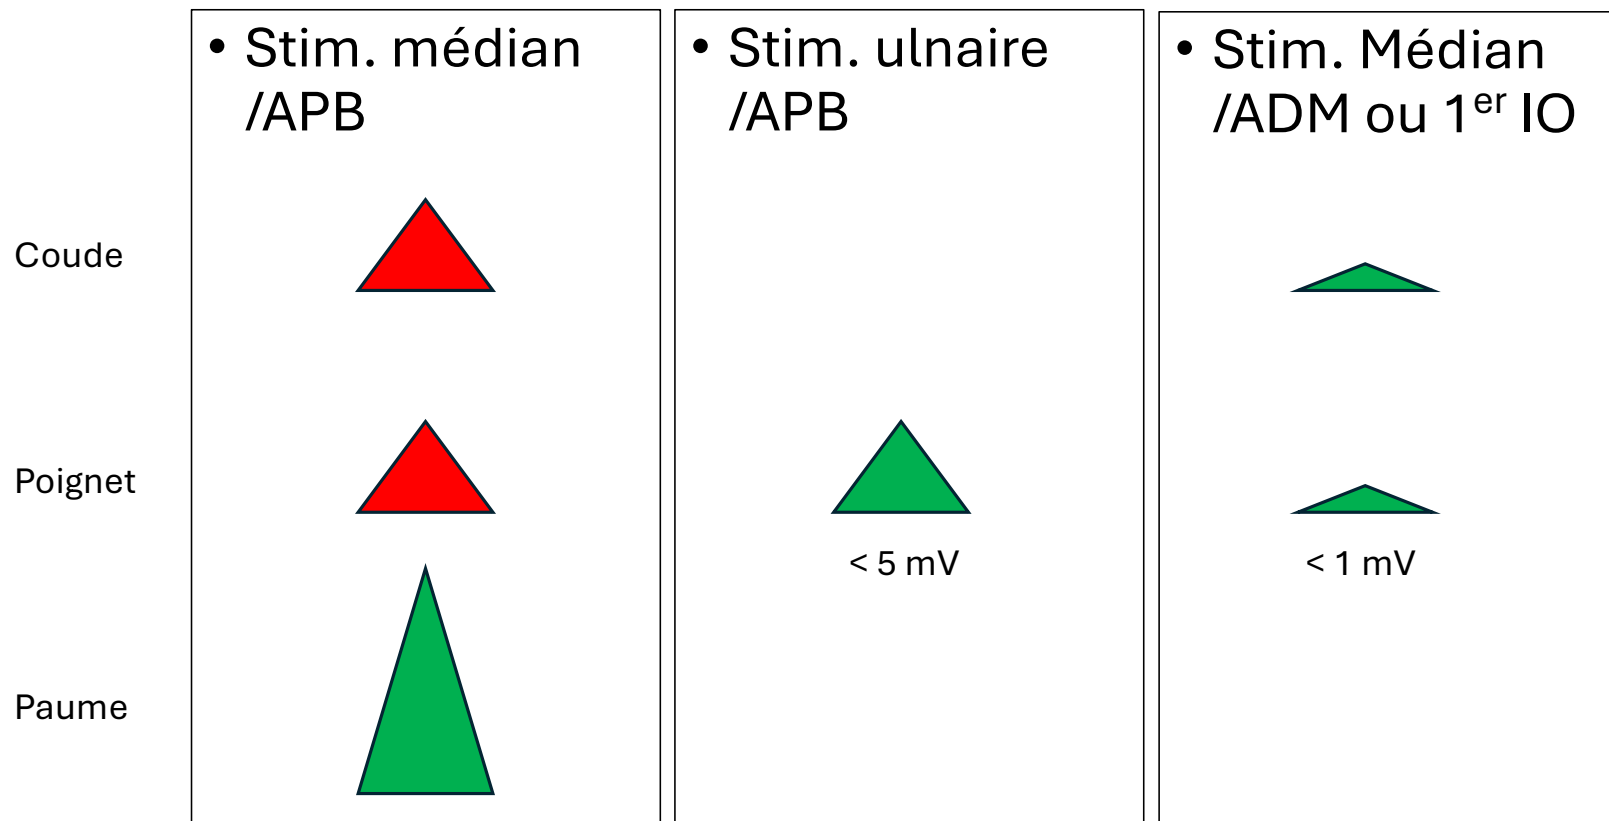 • Stim. médian
/APB
• Stim. ulnaire
/APB
• Stim. Médian
/ADM ou 1er IO
Coude
Poignet
< 5 mV
< 1 mV
Paume